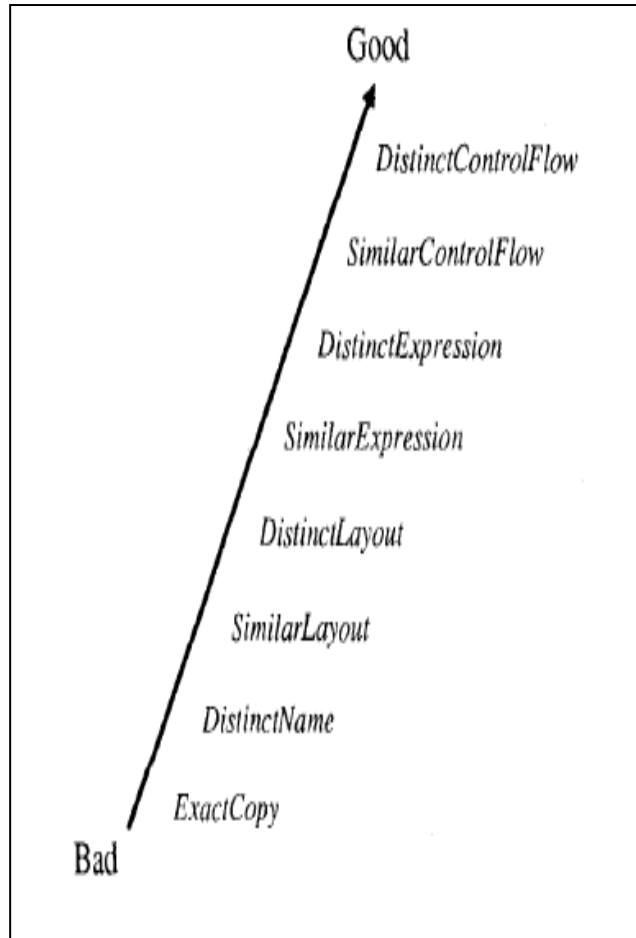 Good
DistinctControlFlow
SimilarControlFlow
DistinctExpression
SimilarExpression
DistinctLayout
SimilarLayout
DistinctName
ExactCopy
Bad